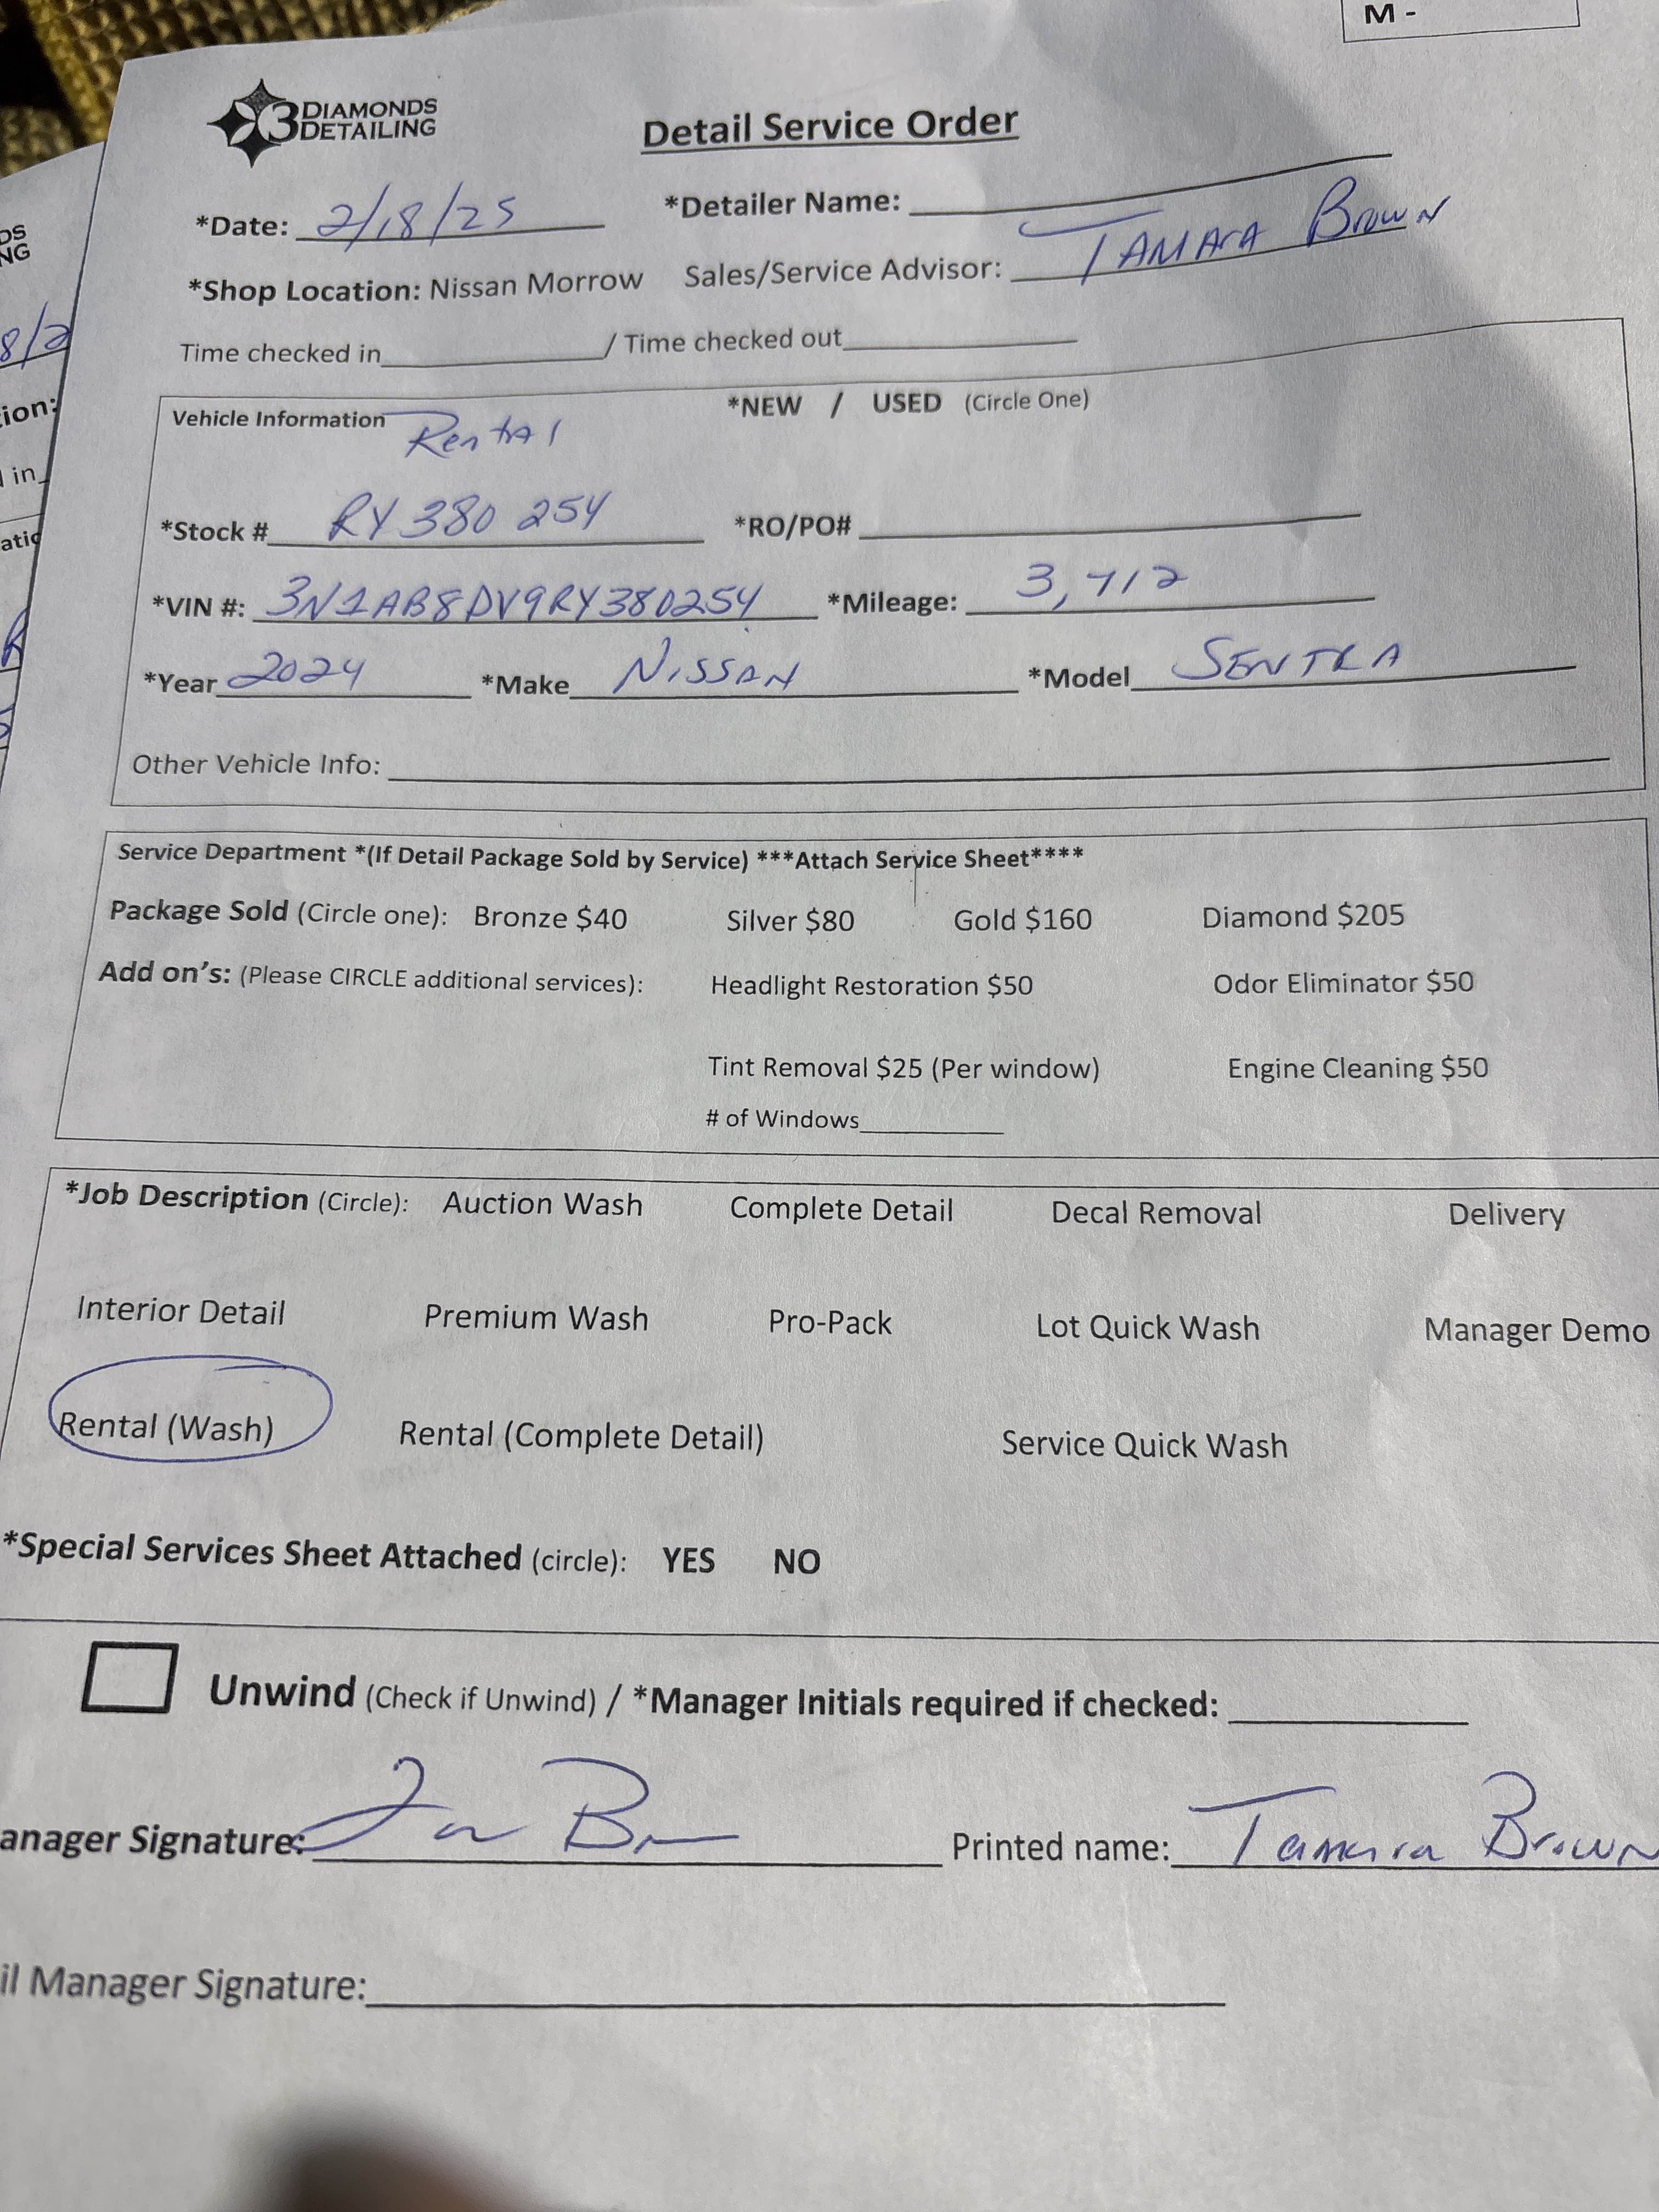 M -
3 DIAMONDS
DETAILING
Detail Service Order
*Date: 2/18/25 *Detailer Name:
*Shop Location: Nissan Morrow Sales/Service Advisor: TAMARA BROWN
Time checked in / Time checked out
Vehicle Information Rental *NEW / USED (Circle One)
*Stock # RY380 254 *RO/PO#
*VIN #: 3N1AB8DV9RY380254 *Mileage: 3,712
*Year 2024 *Make NISSAN *Model SENTRA
Other Vehicle Info:
Service Department *(If Detail Package Sold by Service) ***Attach Service Sheet****
Package Sold (Circle one): Bronze $40 Silver $80 Gold $160 Diamond $205
Add on's: (Please CIRCLE additional services): Headlight Restoration $50 Odor Eliminator $50
Tint Removal $25 (Per window) Engine Cleaning $50
# of Windows
*Job Description (Circle): Auction Wash Complete Detail Decal Removal Delivery
Interior Detail Premium Wash Pro-Pack Lot Quick Wash Manager Demo
Rental (Wash) Rental (Complete Detail) Service Quick Wash
*Special Services Sheet Attached (circle): YES NO
Unwind (Check if Unwind) / *Manager Initials required if checked:
anager Signature: Printed name: Tamara Brown
il Manager Signature: